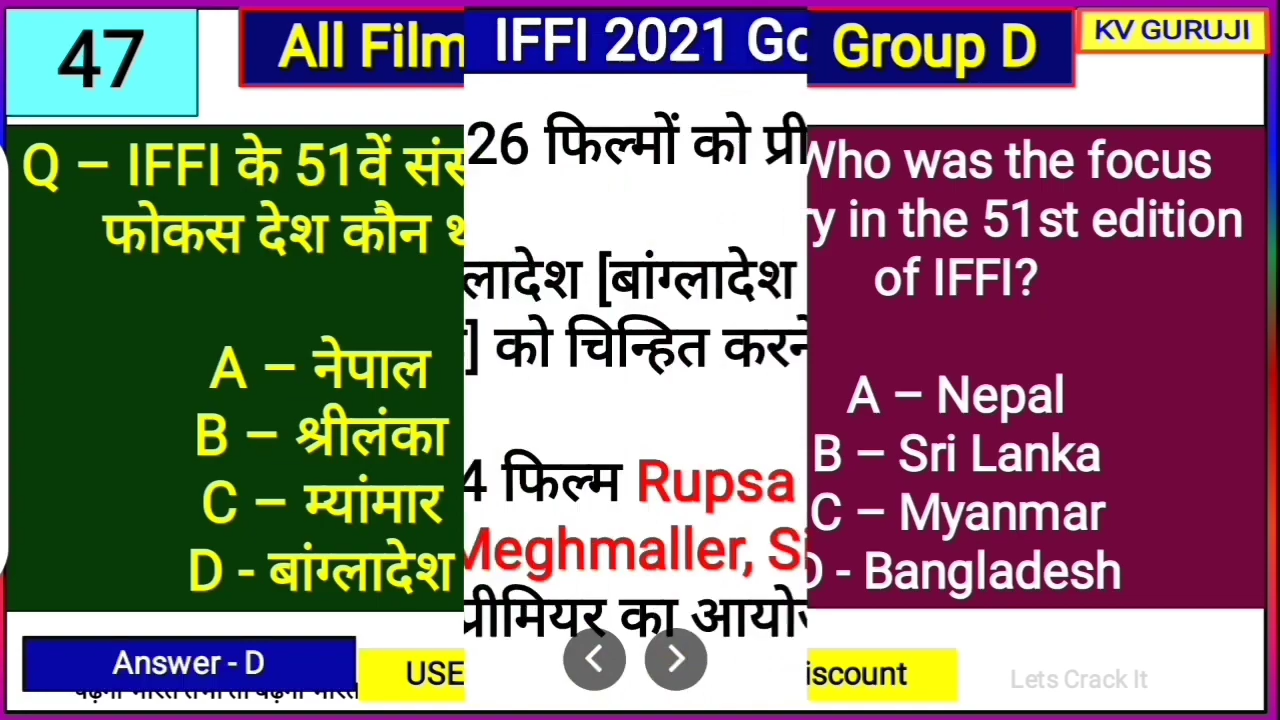 47
All Film
IFFI 2021 Go
Group D
KV GURUJI
Q – IFFI के 51वें संस
फोकस देश कौन
A – नेपाल
B – श्रीलंका
C – म्यांमार
D - बांग्लादेश
Answer - D
26 फिल्मों को प्री
लादेश [बांग्लादेश
] को चिन्हित करने
4 फिल्म Rupsa
Meghmaller, Si
प्रीमियर का आयो
Who was the focus
y in the 51st edition
of IFFI?
A – Nepal
B – Sri Lanka
C – Myanmar
D - Bangladesh
USE
iscount
Lets Crack It